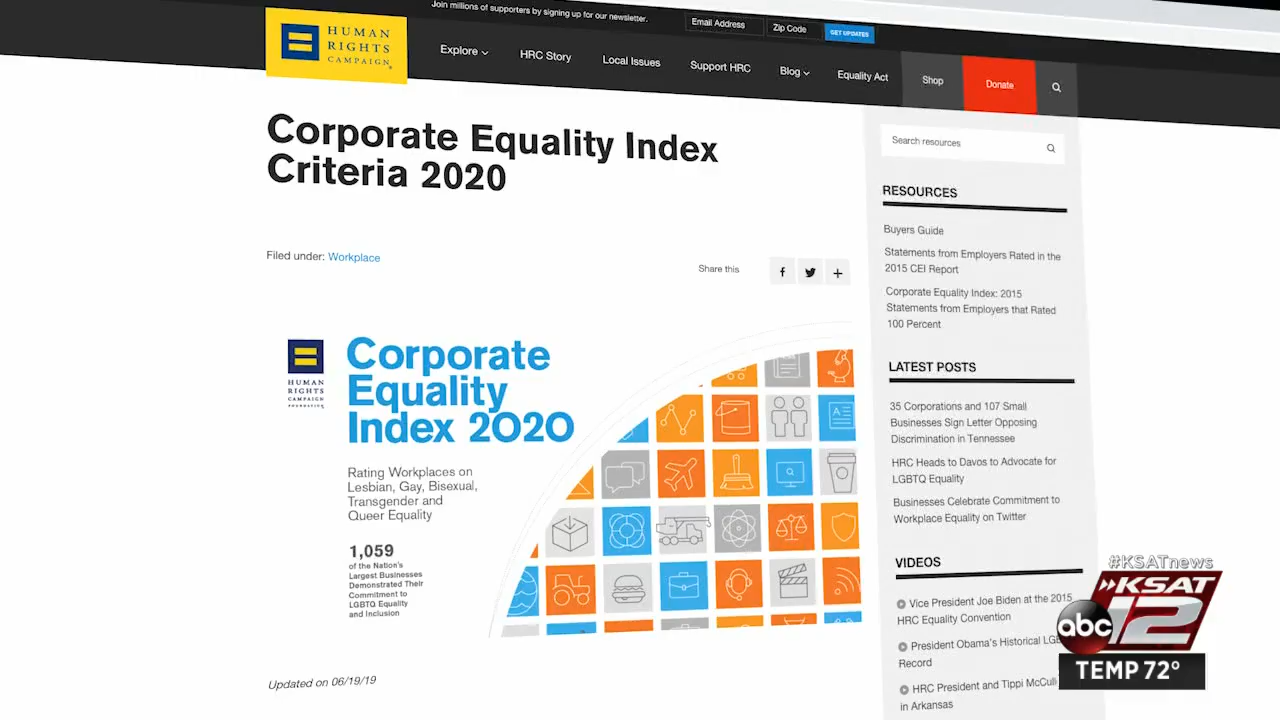 Join millions of supporters by signing up for our newsletter.
Email Address
Zip Code
GET UPDATES
HUMAN
RIGHTS
CAMPAIGN®
Explore
HRC Story
Local Issues
Support HRC
Blog
Equality Act
Shop
Donate
Corporate Equality Index
Criteria 2020
Filed under: Workplace
Share this
HUMAN
RIGHTS
CAMPAIGN
FOUNDATION
Corporate
Equality
Index 2020
Rating Workplaces on
Lesbian, Gay, Bisexual,
Transgender and
Queer Equality
1,059
of the Nation's
Largest Businesses
Demonstrated Their
Commitment to
LGBTQ Equality
and Inclusion
Updated on 06/19/19
Search resources
RESOURCES
Buyers Guide
Statements from Employers Rated in the
2015 CEI Report
Corporate Equality Index: 2015
Statements from Employers that Rated
100 Percent
LATEST POSTS
35 Corporations and 107 Small
Businesses Sign Letter Opposing
Discrimination in Tennessee
HRC Heads to Davos to Advocate for
LGBTQ Equality
Businesses Celebrate Commitment to
Workplace Equality on Twitter
VIDEOS
Vice President Joe Biden at the 2015
HRC Equality Convention
President Obama's Historical
Record
HRC President and Tippi
in Arkansas
#KSATnews
KSAT
abc 12
TEMP 72°